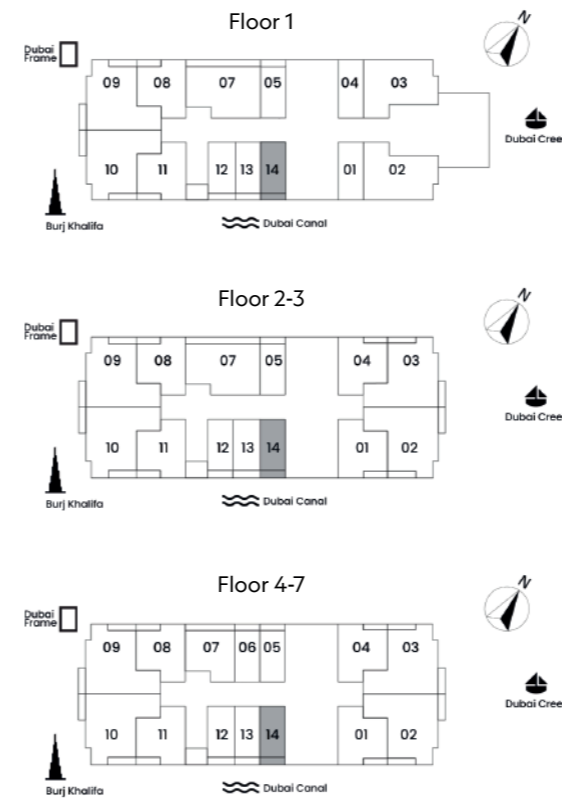 Floor 1
N
Dubai
Frame
09 08 07 05 04 03
Dubai Cree
10 11 12 13 14 01 02
Burj Khalifa
Dubai Canal
Floor 2-3
N
Dubai
Frame
09 08 07 05 04 03
Dubai Cree
10 11 12 13 14 01 02
Burj Khalifa
Dubai Canal
Floor 4-7
N
Dubai
Frame
09 08 07 06 05 04 03
Dubai Cree
10 11 12 13 14 01 02
Burj Khalifa
Dubai Canal